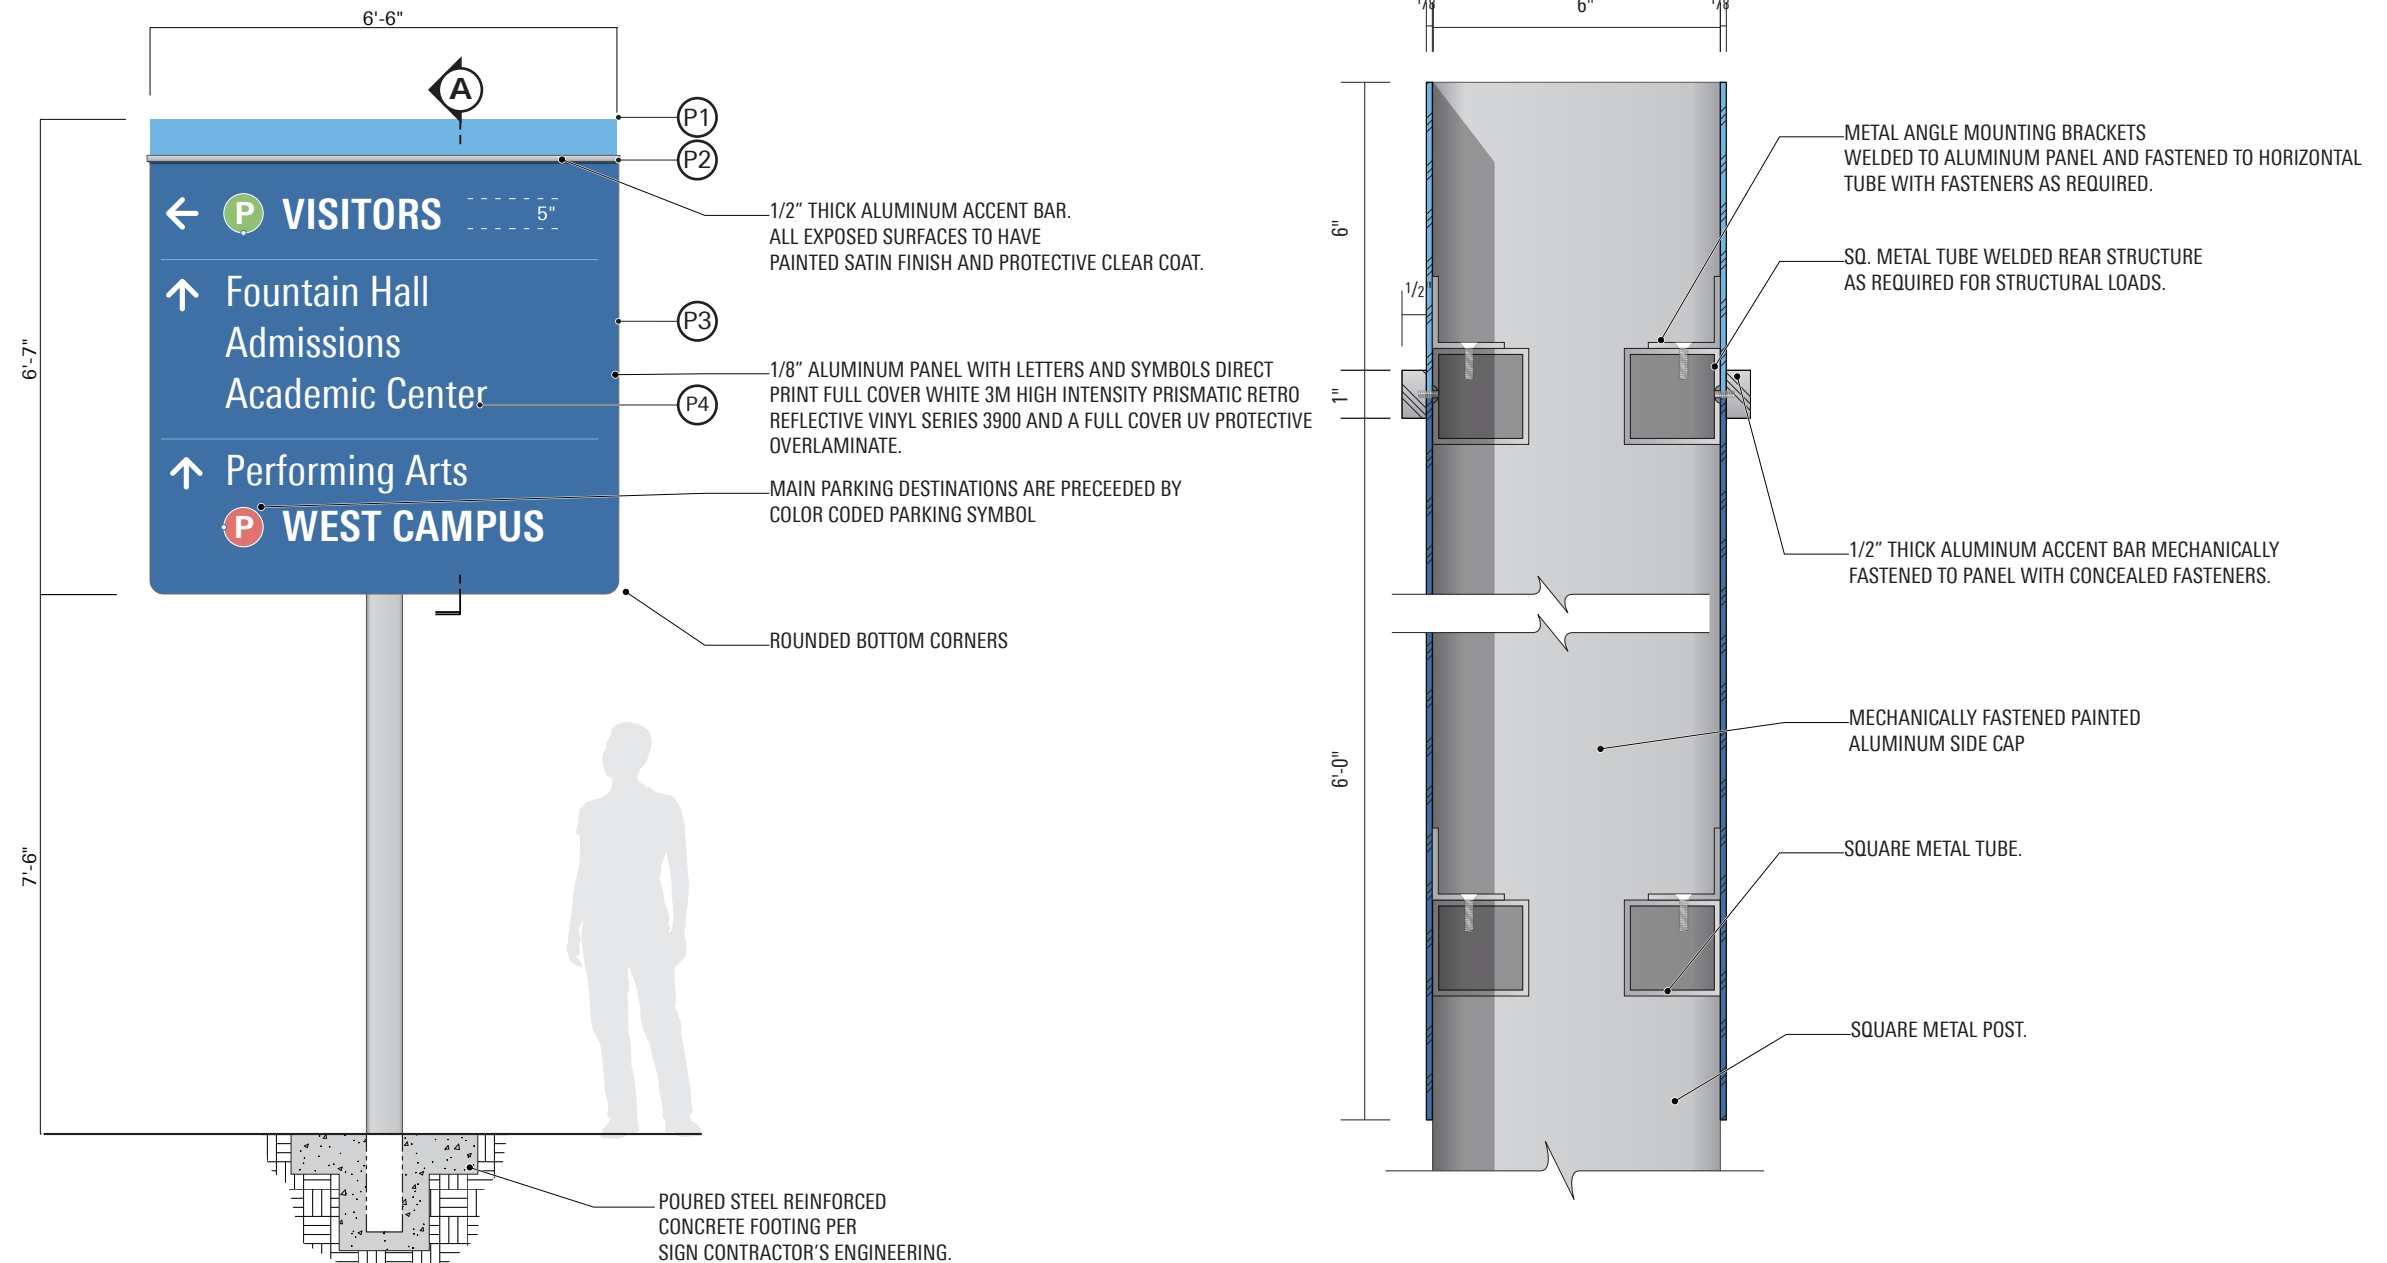 6'-6"
A
P1
P2
VISITORS
P
5"
Fountain Hall
Admissions
Academic Center
Performing Arts
P
WEST CAMPUS
P3
P4
6'-7"
7'-6"
1/2" THICK ALUMINUM ACCENT BAR.
ALL EXPOSED SURFACES TO HAVE
PAINTED SATIN FINISH AND PROTECTIVE CLEAR COAT.
1/8" ALUMINUM PANEL WITH LETTERS AND SYMBOLS DIRECT
PRINT FULL COVER WHITE 3M HIGH INTENSITY PRISMATIC RETRO
REFLECTIVE VINYL SERIES 3900 AND A FULL COVER UV PROTECTIVE
OVERLAMINATE.
MAIN PARKING DESTINATIONS ARE PRECEEDED BY
COLOR CODED PARKING SYMBOL
ROUNDED BOTTOM CORNERS
POURED STEEL REINFORCED
CONCRETE FOOTING PER
SIGN CONTRACTOR'S ENGINEERING.
1/8
6"
1/8
6"
1/2"
1"
6'-0"
METAL ANGLE MOUNTING BRACKETS
WELDED TO ALUMINUM PANEL AND FASTENED TO HORIZONTAL
TUBE WITH FASTENERS AS REQUIRED.
SQ. METAL TUBE WELDED REAR STRUCTURE
AS REQUIRED FOR STRUCTURAL LOADS.
1/2" THICK ALUMINUM ACCENT BAR MECHANICALLY
FASTENED TO PANEL WITH CONCEALED FASTENERS.
MECHANICALLY FASTENED PAINTED
ALUMINUM SIDE CAP
SQUARE METAL TUBE.
SQUARE METAL POST.